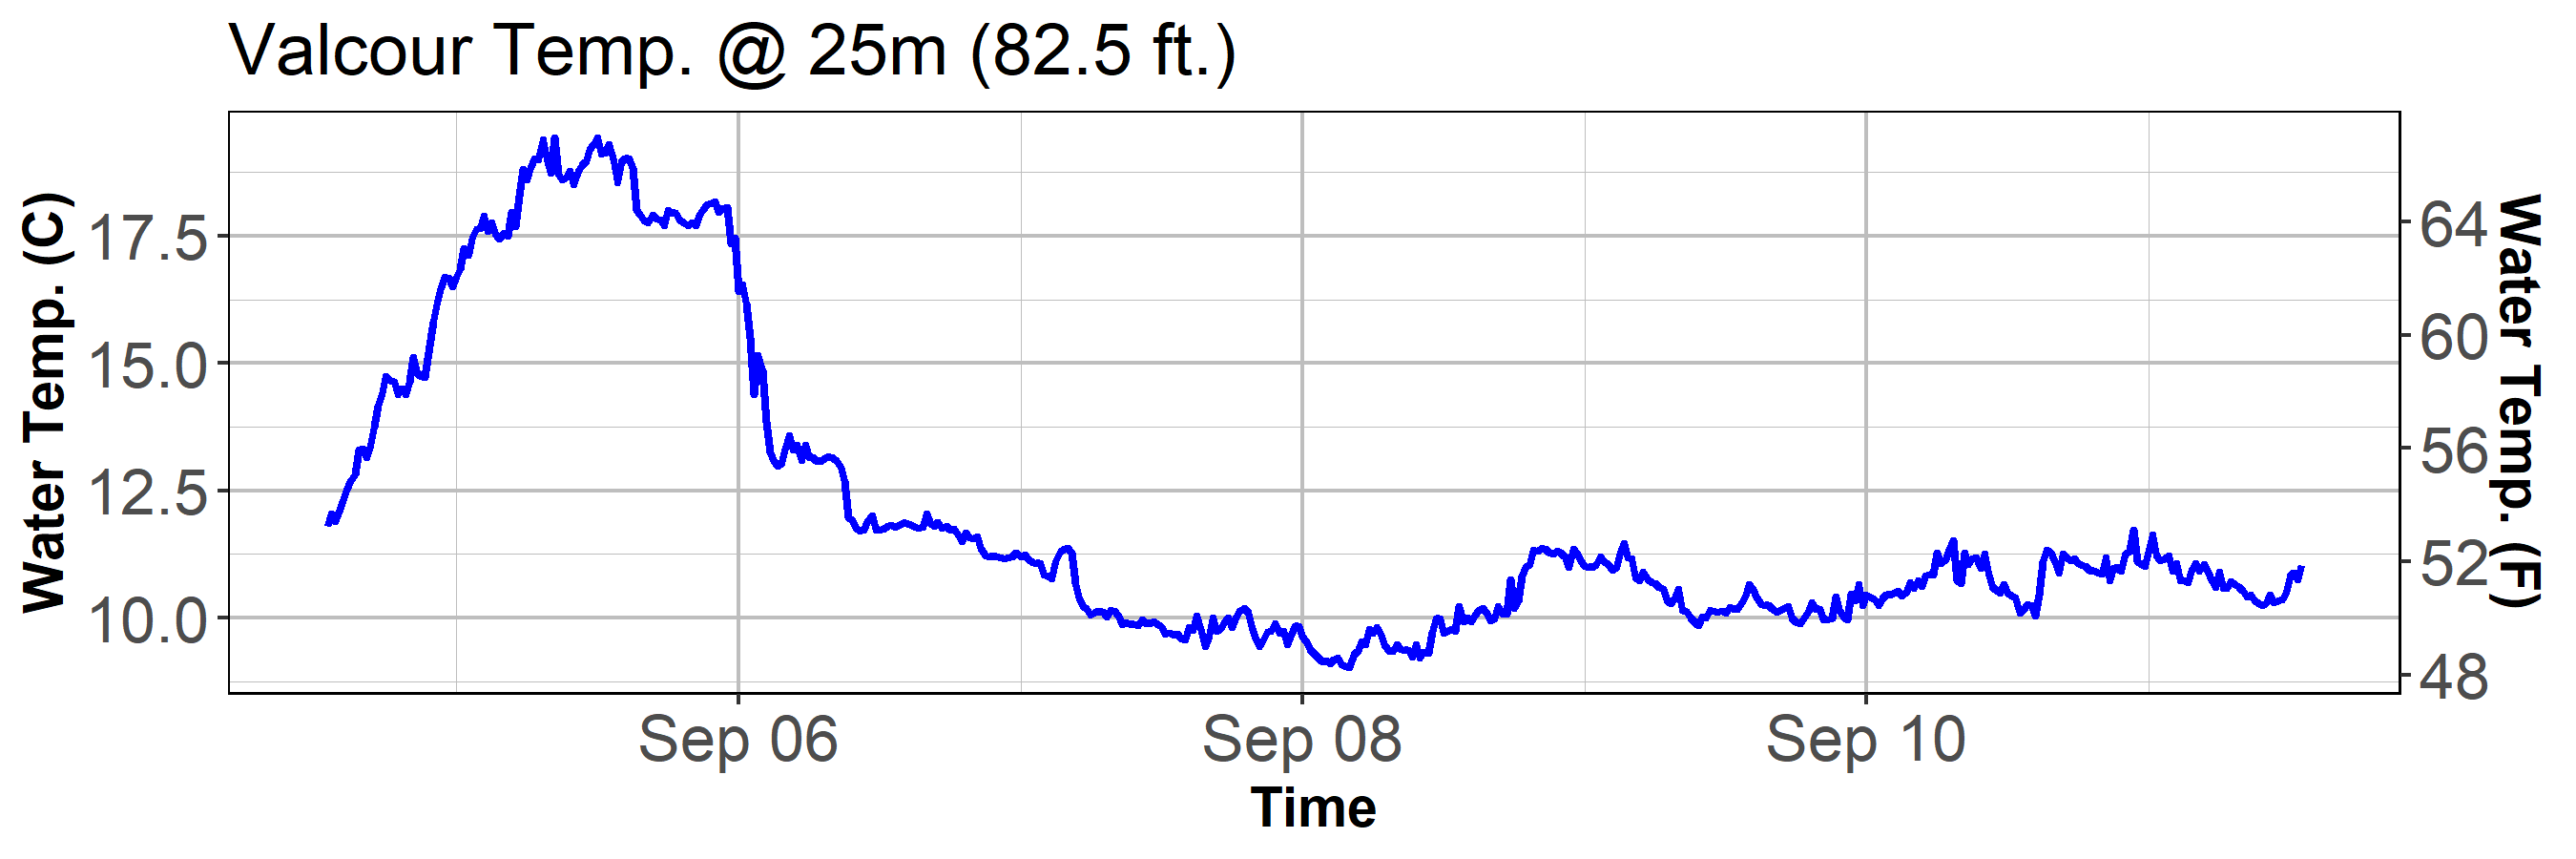 Valcour Temp. @ 25m (82.5 ft.)
Water Temp. (C)
17.5
15.0
12.5
10.0
64
60
56
52
48
Water Temp. (F)
Sep 06
Sep 08
Sep 10
Time